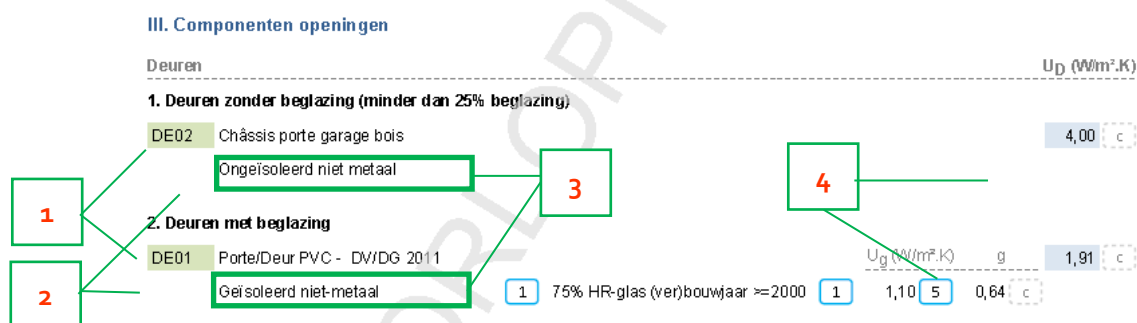 III. Componenten openingen
Deuren U_D (W/m².K)
1. Deuren zonder beglazing (minder dan 25% beglazing)
DE02 Châssis porte garage bois 4,00 c
Ongeïsoleerd niet metaal
3
4
1
2. Deuren met beglazing
DE01 Porte/Deur PVC - DV/DG 2011 U_g (W/m².K) g 1,91 c
2
Geïsoleerd niet-metaal 1 75% HR-glas (ver)bouwjaar >=2000 1 1,10 5 0,64 c